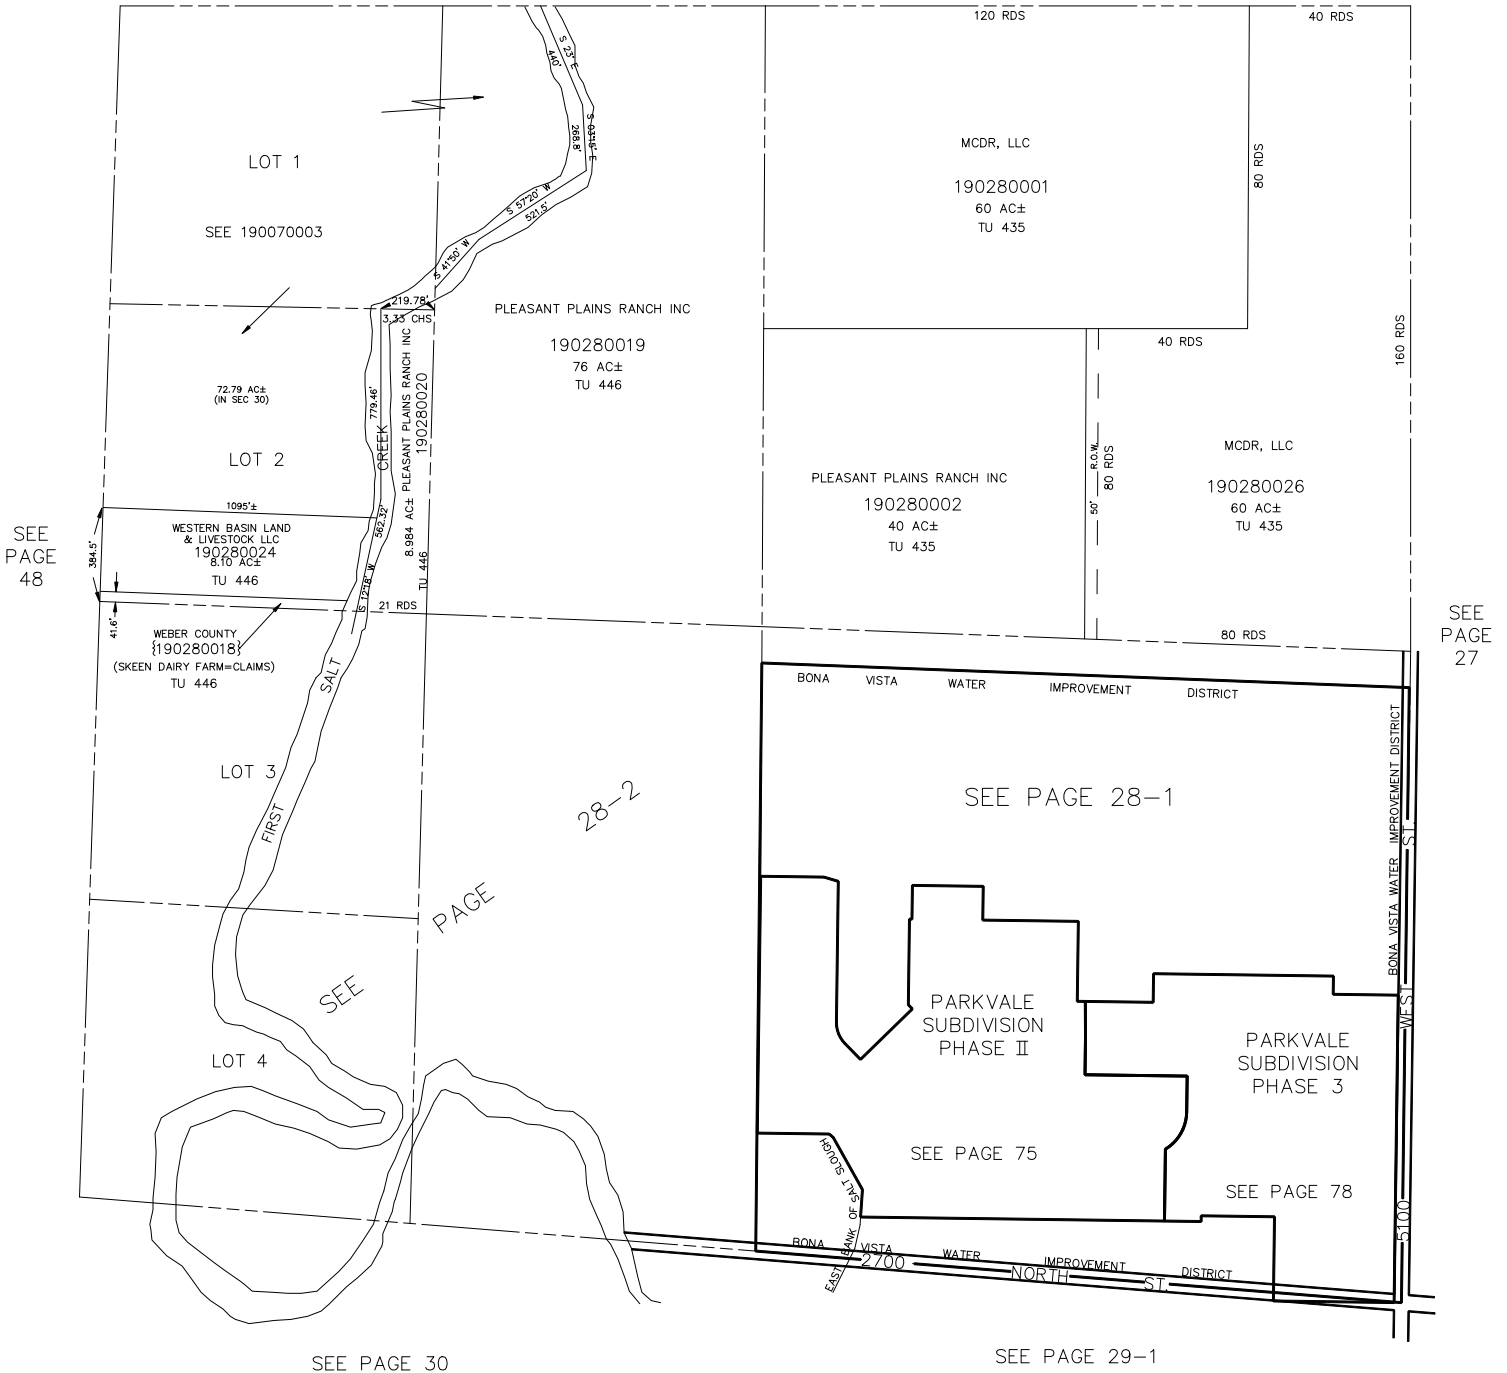 120 RDS
40 RDS
S 23° E
440'
S 03°15' E
268.8'
LOT 1
MCDR, LLC
190280001
60 AC±
TU 435
80 RDS
S 57°20' W
521.5'
SEE 190070003
S 41°50' W
219.78'
3.33 CHS
PLEASANT PLAINS RANCH INC
190280019
76 AC±
TU 446
40 RDS
160 RDS
72.79 AC±
(IN SEC 30)
779.46'
CREEK
8.984 AC± PLEASANT PLAINS RANCH INC
190280020
TU 446
LOT 2
MCDR, LLC
190280026
60 AC±
TU 435
50' R.O.W.
80 RDS
PLEASANT PLAINS RANCH INC
190280002
40 AC±
TU 435
1095'±
WESTERN BASIN LAND
& LIVESTOCK LLC
190280024
8.10 AC±
TU 446
562.32'
S 12°18' W
384.5'
SEE
PAGE
48
21 RDS
41.6'
WEBER COUNTY
{190280018}
(SKEEN DAIRY FARM=CLAIMS)
TU 446
80 RDS
SEE
PAGE
27
BONA VISTA WATER IMPROVEMENT DISTRICT
BONA VISTA WATER IMPROVEMENT DISTRICT
FIRST SALT
LOT 3
SEE PAGE 28-2
SEE PAGE 28-1
5100 WEST ST.
PARKVALE
SUBDIVISION
PHASE II
PARKVALE
SUBDIVISION
PHASE 3
LOT 4
SEE PAGE 75
SEE PAGE 78
EAST BANK OF SALT SLOUGH
BONA VISTA WATER IMPROVEMENT DISTRICT
2700 NORTH ST.
SEE PAGE 30
SEE PAGE 29-1